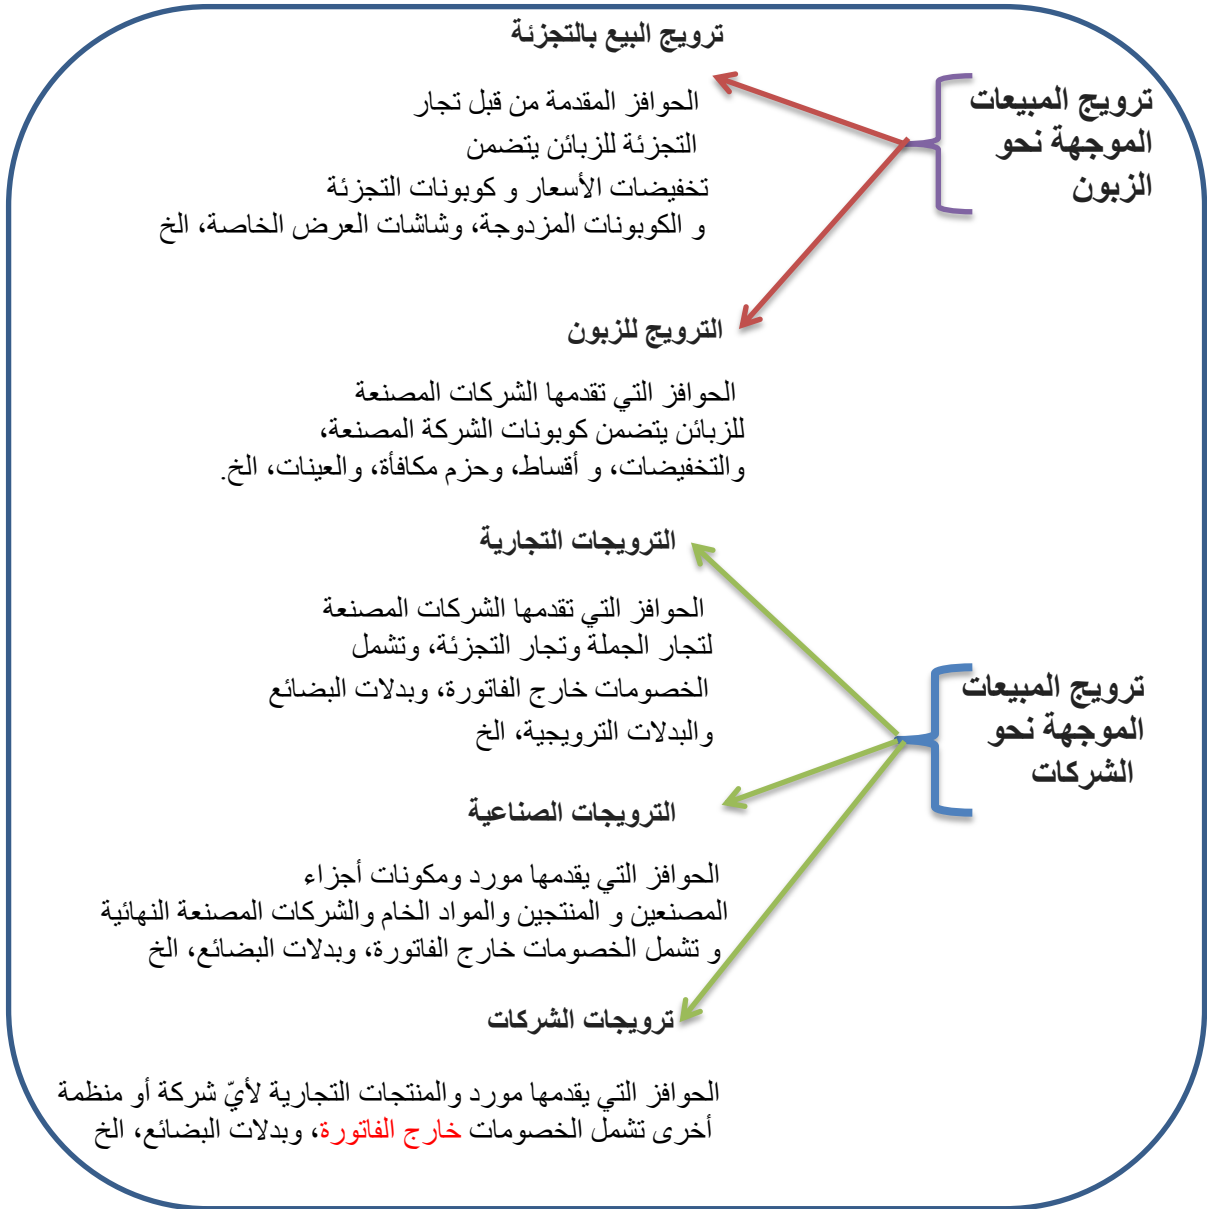 ترويج المبيعات
الموجهة نحو
الزبون
ترويج البيع بالتجزئة
الحوافز المقدمة من قبل تجار
التجزئة للزبائن يتضمن
تخفيضات الأسعار و كوبونات التجزئة
و الكوبونات المزدوجة، وشاشات العرض الخاصة، الخ
الترويج للزبون
الحوافز التي تقدمها الشركات المصنعة
للزبائن يتضمن كوبونات الشركة المصنعة،
والتخفيضات، و أقساط، وحزم مكافأة، والعينات، الخ.
ترويج المبيعات
الموجهة نحو
الشركات
الترويجات التجارية
الحوافز التي تقدمها الشركات المصنعة
لتجار الجملة وتجار التجزئة، وتشمل
الخصومات خارج الفاتورة، وبدلات البضائع
والبدلات الترويجية، الخ
الترويجات الصناعية
الحوافز التي يقدمها مورد ومكونات أجزاء
المصنعين و المنتجين والمواد الخام والشركات المصنعة النهائية
و تشمل الخصومات خارج الفاتورة، وبدلات البضائع، الخ
ترويجات الشركات
الحوافز التي يقدمها مورد والمنتجات التجارية لأيّ شركة أو منظمة
أخرى تشمل الخصومات خارج الفاتورة، وبدلات البضائع، الخ